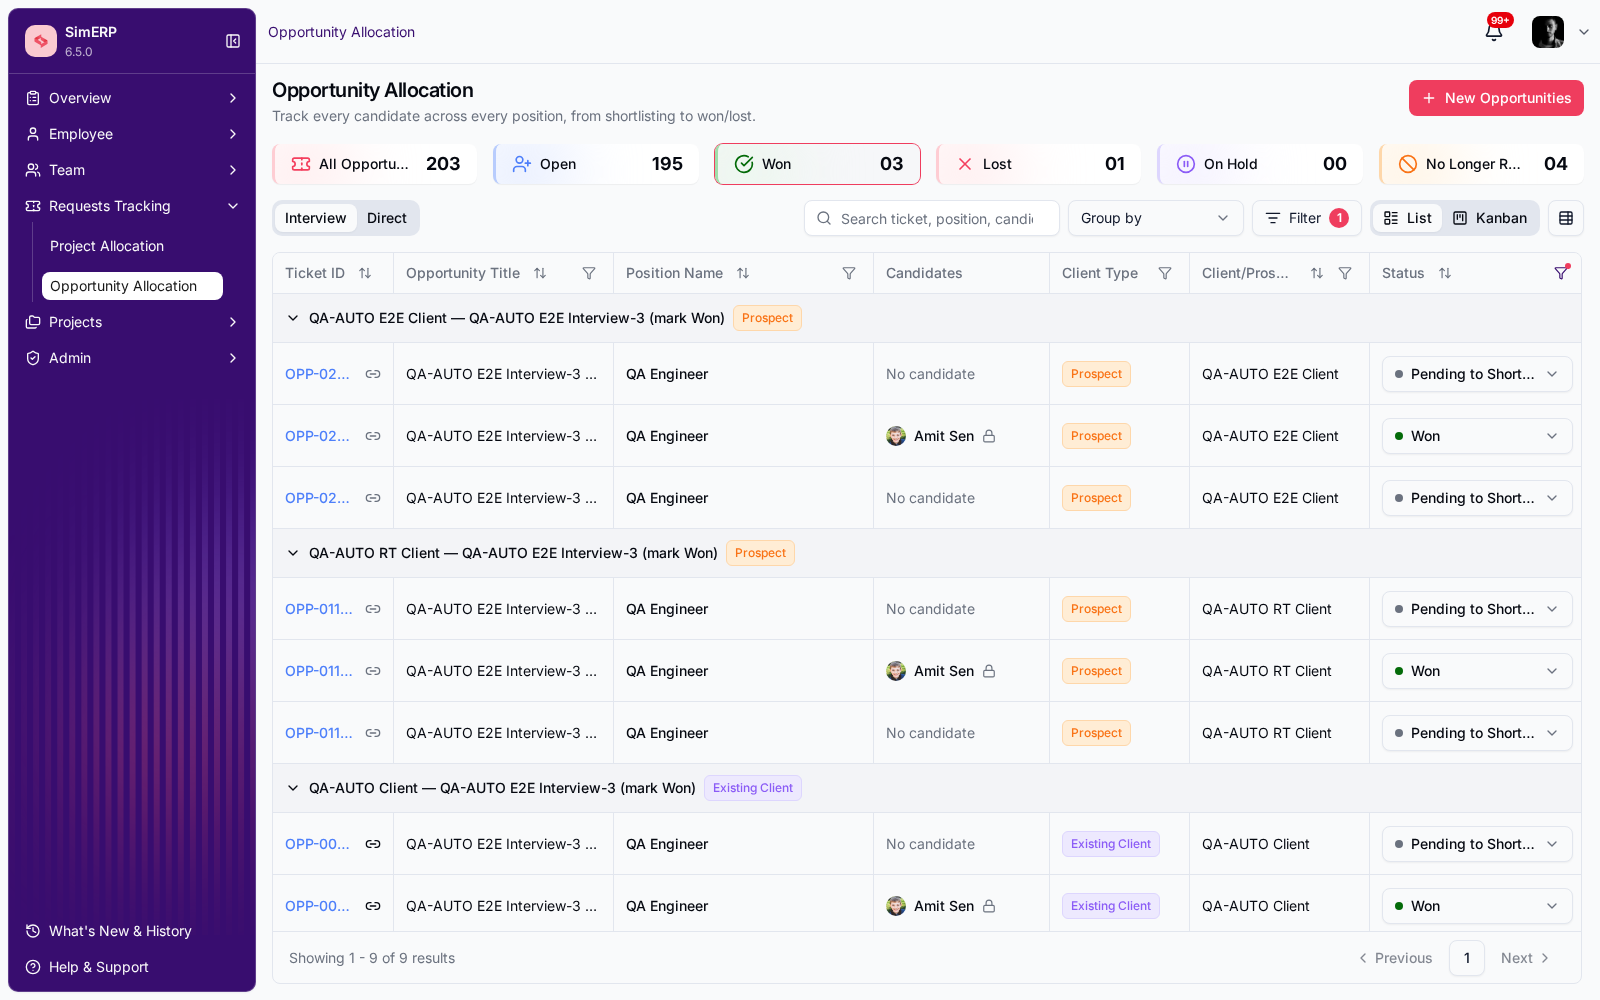 SimERP
6.5.0
Overview
Employee
Team
Requests Tracking
Project Allocation
Opportunity Allocation
Projects
Admin
What's New & History
Help & Support
Opportunity Allocation
99+
Opportunity Allocation
Track every candidate across every position, from shortlisting to won/lost.
New Opportunities
All Opportu... 203
Open 195
Won 03
Lost 01
On Hold 00
No Longer R... 04
Interview Direct
Search ticket, position, candi
Group by
Filter 1
List Kanban
Ticket ID Opportunity Title Position Name Candidates Client Type Client/Pros... Status
QA-AUTO E2E Client — QA-AUTO E2E Interview-3 (mark Won) Prospect
OPP-02... QA-AUTO E2E Interview-3 ... QA Engineer No candidate Prospect QA-AUTO E2E Client Pending to Short...
OPP-02... QA-AUTO E2E Interview-3 ... QA Engineer Amit Sen Prospect QA-AUTO E2E Client Won
OPP-02... QA-AUTO E2E Interview-3 ... QA Engineer No candidate Prospect QA-AUTO E2E Client Pending to Short...
QA-AUTO RT Client — QA-AUTO E2E Interview-3 (mark Won) Prospect
OPP-011... QA-AUTO E2E Interview-3 ... QA Engineer No candidate Prospect QA-AUTO RT Client Pending to Short...
OPP-011... QA-AUTO E2E Interview-3 ... QA Engineer Amit Sen Prospect QA-AUTO RT Client Won
OPP-011... QA-AUTO E2E Interview-3 ... QA Engineer No candidate Prospect QA-AUTO RT Client Pending to Short...
QA-AUTO Client — QA-AUTO E2E Interview-3 (mark Won) Existing Client
OPP-00... QA-AUTO E2E Interview-3 ... QA Engineer No candidate Existing Client QA-AUTO Client Pending to Short...
OPP-00... QA-AUTO E2E Interview-3 ... QA Engineer Amit Sen Existing Client QA-AUTO Client Won
Showing 1 - 9 of 9 results
Previous 1 Next